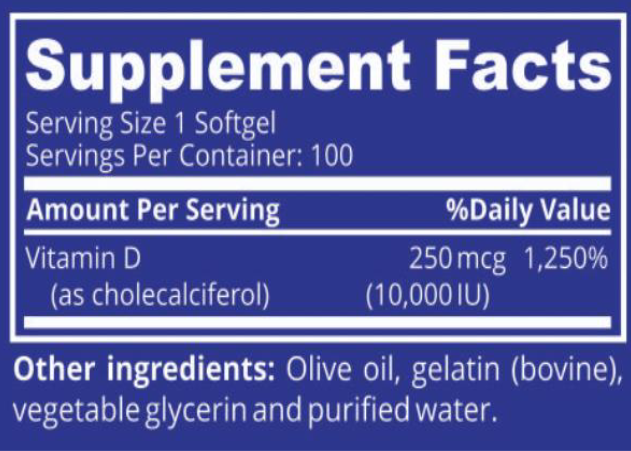 Supplement Facts
Serving Size 1 Softgel
Servings Per Container: 100
Amount Per Serving %Daily Value
Vitamin D 250 mcg 1,250%
(as cholecalciferol) (10,000 IU)
Other ingredients: Olive oil, gelatin (bovine),
vegetable glycerin and purified water.